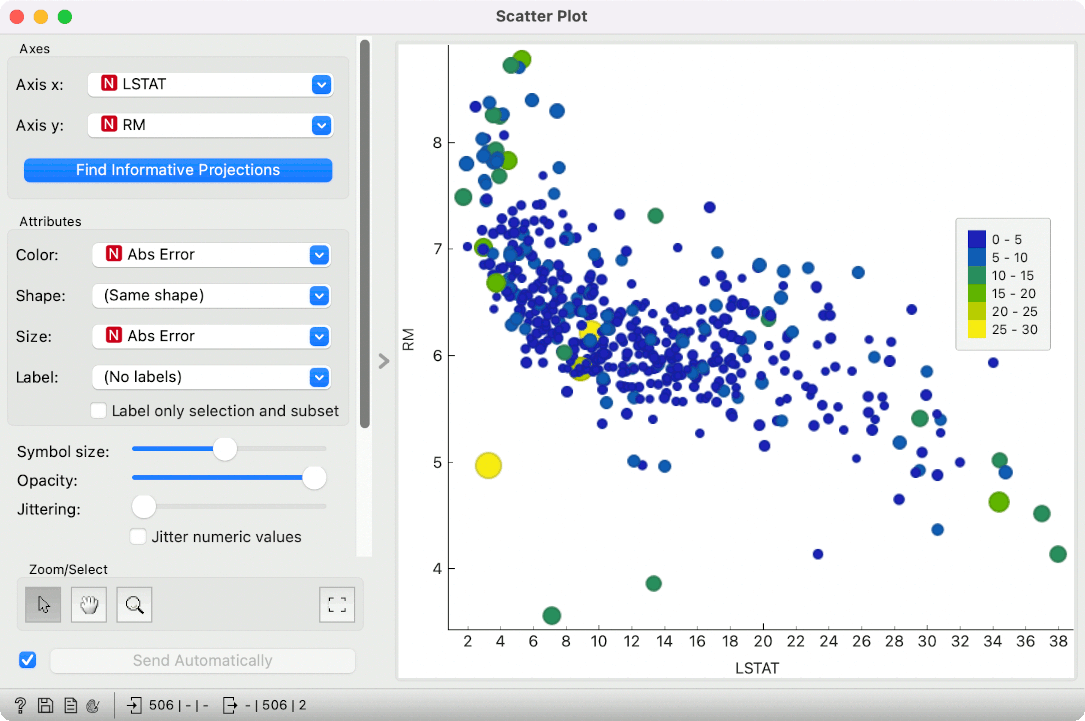 Scatter Plot
Axes
Axis x: N LSTAT
Axis y: N RM
Find Informative Projections
Attributes
Color: N Abs Error
Shape: (Same shape)
Size: N Abs Error
Label: (No labels)
Label only selection and subset
Symbol size:
Opacity:
Jittering:
Jitter numeric values
Zoom/Select
Send Automatically
? 506 | - | - - | 506 | 2
RM
8
7
6
5
4
2 4 6 8 10 12 14 16 18 20 22 24 26 28 30 32 34 36 38
LSTAT
0 - 5
5 - 10
10 - 15
15 - 20
20 - 25
25 - 30